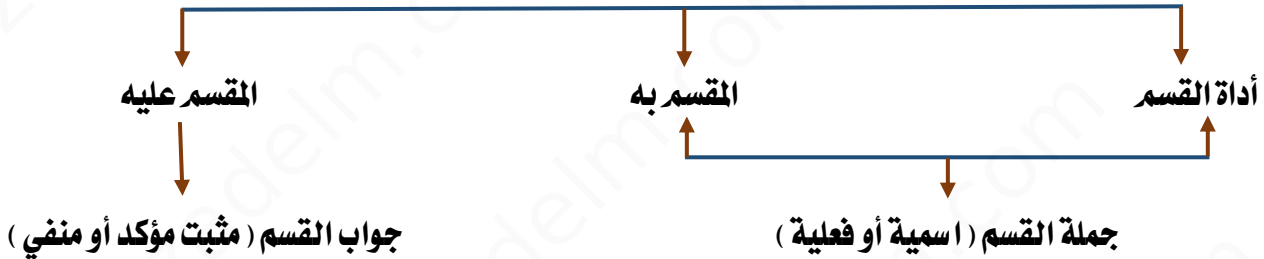 أداة القسم المقسم به المقسم عليه
جملة القسم ( اسمية أو فعلية ) جواب القسم ( مثبت مؤكد أو منفي )